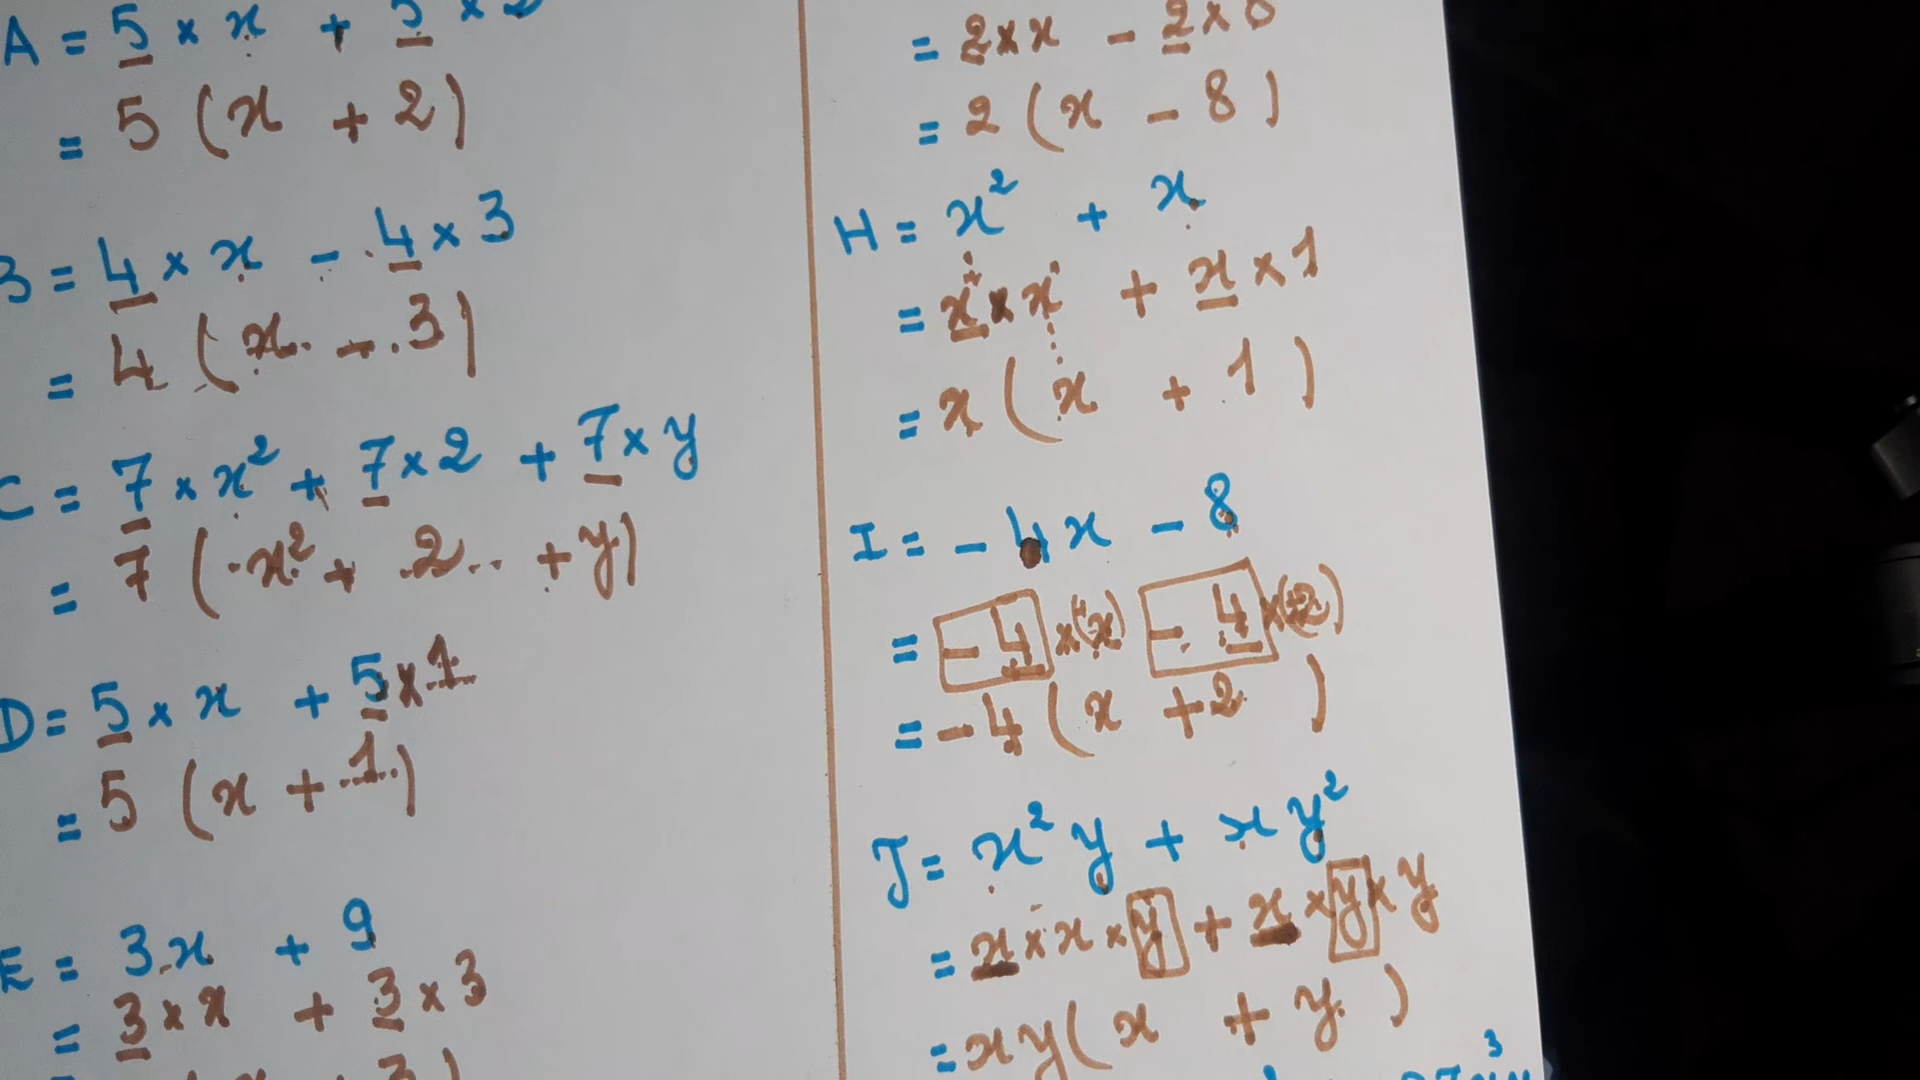 A = 5 × x + 5 × 2
= 5 (x + 2)
B = 4 × x - 4 × 3
= 4 (x - 3)
C = 7 × x² + 7 × 2 + 7 × y
= 7 (x² + 2 + y)
D = 5 × x + 5 × 1
= 5 (x + 1)
E = 3x + 9
= 3 × x + 3 × 3
= 2 × x - 2 × 8
= 2 (x - 8)
H = x² + x
= x × x + x × 1
= x (x + 1)
I = -4x - 8
= -4 × (+x) -4 × (+2)
= -4 (x + 2)
J = x²y + xy²
= x × x × y + x × y × y
= xy (x + y)